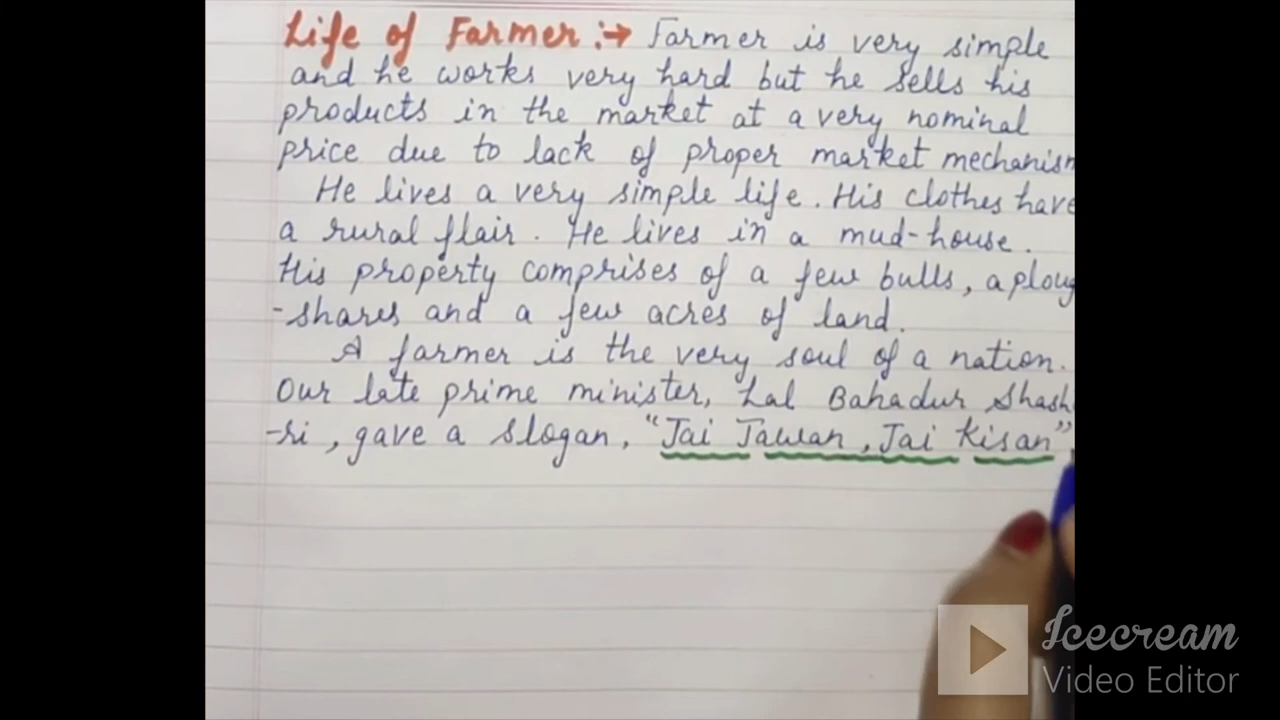 Life of Farmer :→ Farmer is very simple
and he works very hard but he sells his
products in the market at a very nominal
price due to lack of proper market mechanism
He lives a very simple life. His clothes have
a rural flair. He lives in a mud-house.
His property comprises of a few bulls, a ploug
-shares and a few acres of land.
A farmer is the very soul of a nation.
Our late prime minister, Lal Bahadur Shash
-ri, gave a slogan, "Jai Jawan, Jai Kisan"
Icecream
Video Editor